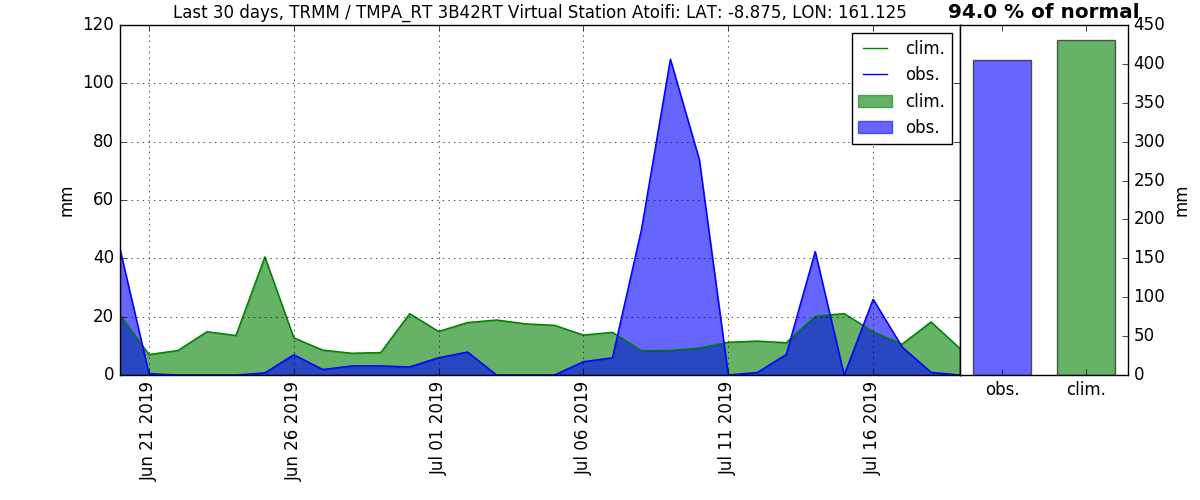 Last 30 days, TRMM / TMPA_RT 3B42RT Virtual Station Atoifi: LAT: -8.875, LON: 161.125
94.0 % of normal
120
100
80
60
40
20
0
mm
clim.
obs.
clim.
obs.
Jun 21 2019
Jun 26 2019
Jul 01 2019
Jul 06 2019
Jul 11 2019
Jul 16 2019
450
400
350
300
250
200
150
100
50
0
mm
obs.
clim.